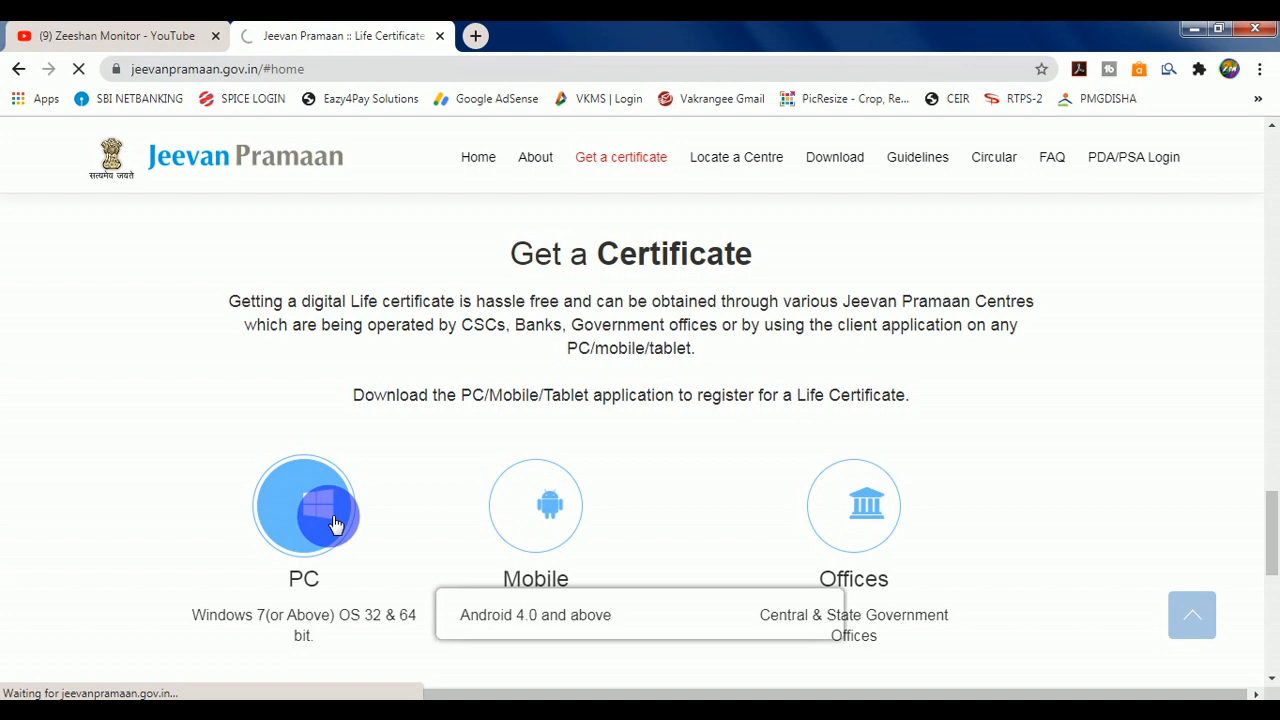 (9) Zeeshan Monitor - YouTube
Jeevan Pramaan :: Life Certificate
jeevanpramaan.gov.in/#home
Apps SBI NETBANKING SPICE LOGIN Eazy4Pay Solutions Google AdSense VKMS | Login Vakrangee Gmail PicResize - Crop, Re... CEIR RTPS-2 PMGDISHA »
सत्यमेव जयते
Jeevan Pramaan
Home About Get a certificate Locate a Centre Download Guidelines Circular FAQ PDA/PSA Login
Get a Certificate
Getting a digital Life certificate is hassle free and can be obtained through various Jeevan Pramaan Centres
which are being operated by CSCs, Banks, Government offices or by using the client application on any
PC/mobile/tablet.
Download the PC/Mobile/Tablet application to register for a Life Certificate.
PC
Windows 7(or Above) OS 32 & 64
bit.
Mobile
Android 4.0 and above
Offices
Central & State Government
Offices
Waiting for jeevanpramaan.gov.in...